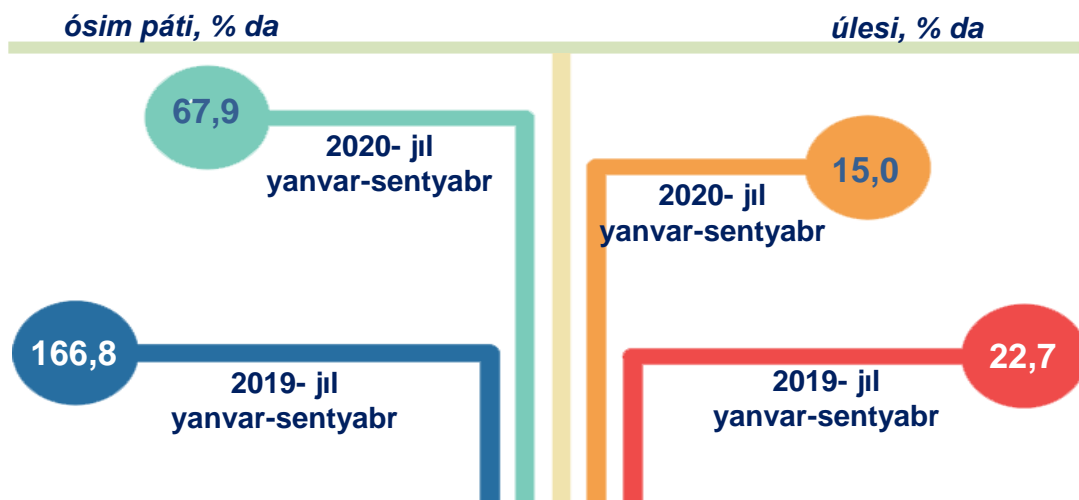 ósim páti, % da
úlesi, % da
67,9
2020- jıl
yanvar-sentyabr
15,0
2020- jıl
yanvar-sentyabr
166,8
2019- jıl
yanvar-sentyabr
22,7
2019- jıl
yanvar-sentyabr